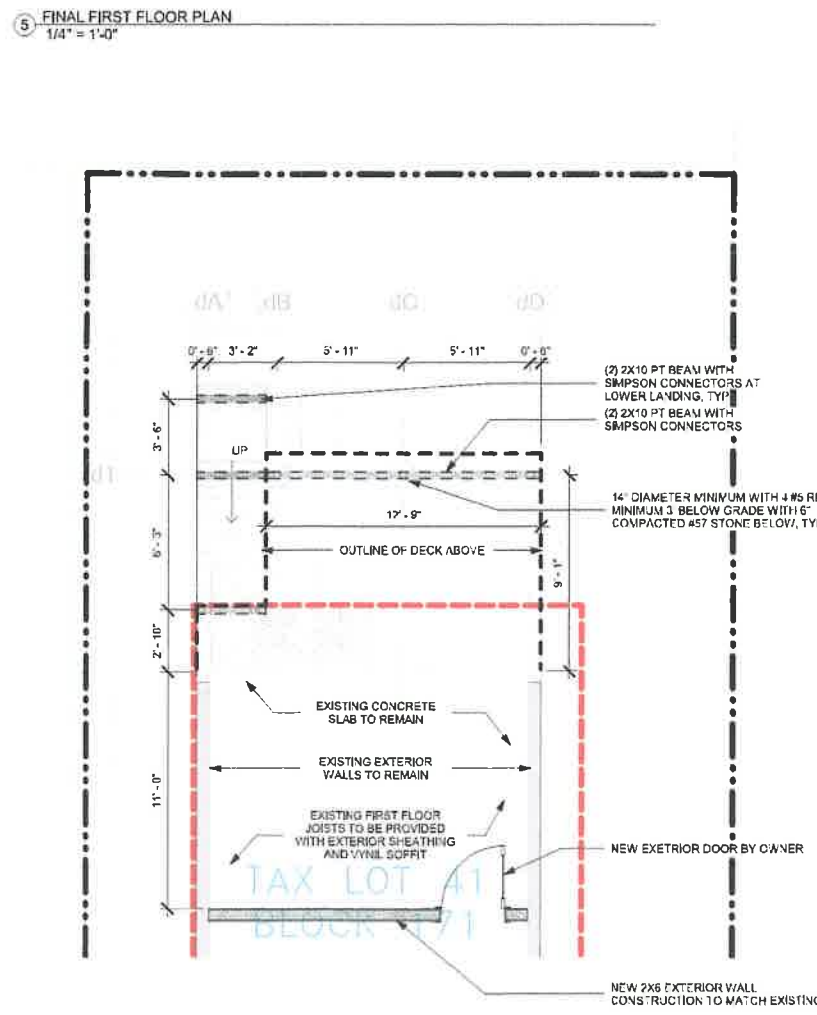 5 FINAL FIRST FLOOR PLAN
1/4" = 1'-0"
0' - 6" 3' - 2" 5' - 11" 5' - 11" 0' - 6"
(2) 2X10 PT BEAM WITH
SIMPSON CONNECTORS AT
LOWER LANDING, TYP
(2) 2X10 PT BEAM WITH
SIMPSON CONNECTORS
3' - 6"
UP
14" DIAMETER MINIMUM WITH 4 #5 RE
MINIMUM 3' BELOW GRADE WITH 6"
COMPACTED #57 STONE BELOW, TY
12' - 9"
6' - 3"
OUTLINE OF DECK ABOVE
9' - 1"
2' - 10"
EXISTING CONCRETE
SLAB TO REMAIN
EXISTING EXTERIOR
WALLS TO REMAIN
11' - 0"
EXISTING FIRST FLOOR
JOISTS TO BE PROVIDED
WITH EXTERIOR SHEATHING
AND VYNIL SOFFIT
NEW EXETRIOR DOOR BY OWNER
TAX LOT 41
BLOCK 171
NEW 2X6 EXTERIOR WALL
CONSTRUCTION TO MATCH EXISTING